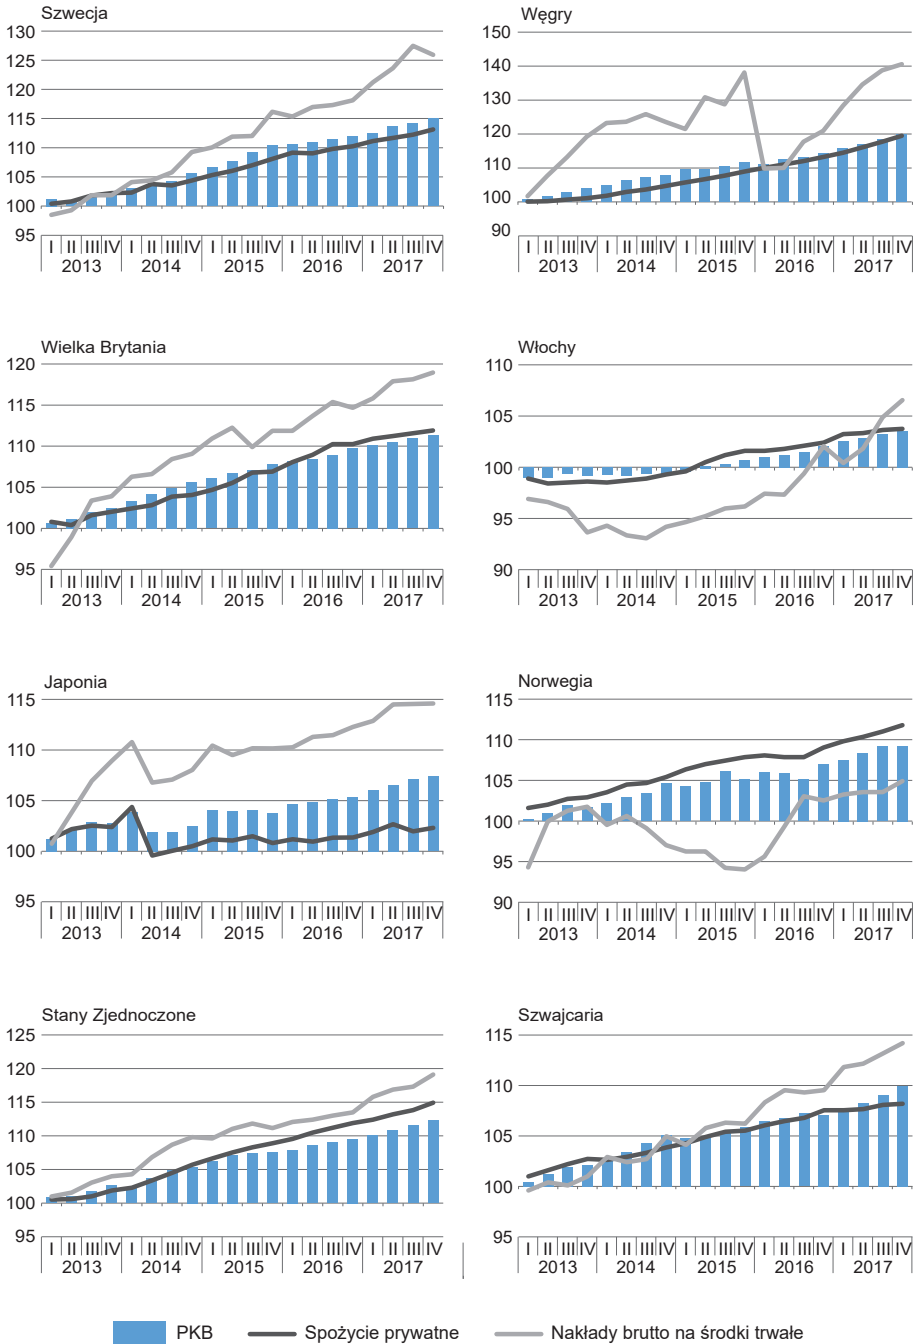 Szwecja
130
125
120
115
110
105
100
95
I II III IV I II III IV I II III IV I II III IV I II III IV
2013 2014 2015 2016 2017
Węgry
150
140
130
120
110
100
90
I II III IV I II III IV I II III IV I II III IV I II III IV
2013 2014 2015 2016 2017
Wielka Brytania
120
115
110
105
100
95
I II III IV I II III IV I II III IV I II III IV I II III IV
2013 2014 2015 2016 2017
Włochy
110
105
100
95
90
I II III IV I II III IV I II III IV I II III IV I II III IV
2013 2014 2015 2016 2017
Japonia
115
110
105
100
95
I II III IV I II III IV I II III IV I II III IV I II III IV
2013 2014 2015 2016 2017
Norwegia
115
110
105
100
95
90
I II III IV I II III IV I II III IV I II III IV I II III IV
2013 2014 2015 2016 2017
Stany Zjednoczone
125
120
115
110
105
100
95
I II III IV I II III IV I II III IV I II III IV I II III IV
2013 2014 2015 2016 2017
Szwajcaria
115
110
105
100
95
I II III IV I II III IV I II III IV I II III IV I II III IV
2013 2014 2015 2016 2017
PKB Spożycie prywatne Nakłady brutto na środki trwałe